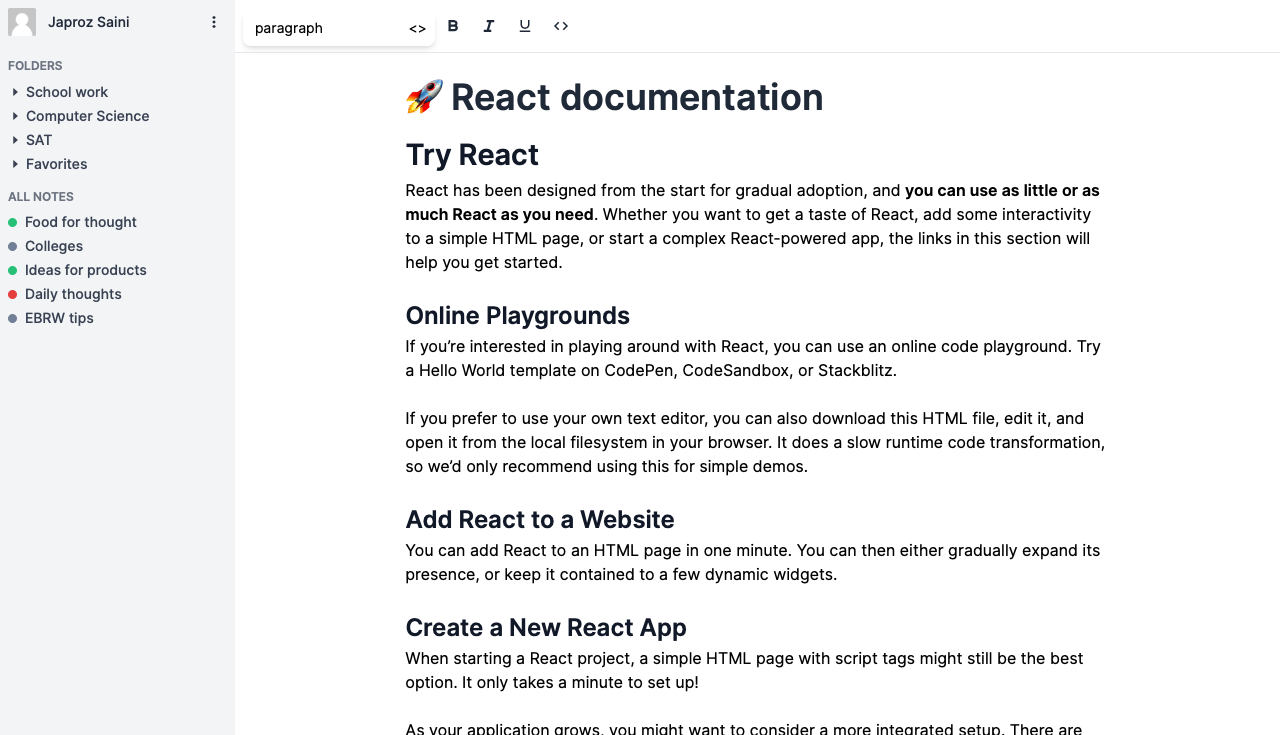 Japroz Saini
FOLDERS
School work
Computer Science
SAT
Favorites
ALL NOTES
Food for thought
Colleges
Ideas for products
Daily thoughts
EBRW tips
paragraph <> B I U <>
🚀 React documentation
Try React
React has been designed from the start for gradual adoption, and you can use as little or as
much React as you need. Whether you want to get a taste of React, add some interactivity
to a simple HTML page, or start a complex React-powered app, the links in this section will
help you get started.
Online Playgrounds
If you’re interested in playing around with React, you can use an online code playground. Try
a Hello World template on CodePen, CodeSandbox, or Stackblitz.
If you prefer to use your own text editor, you can also download this HTML file, edit it, and
open it from the local filesystem in your browser. It does a slow runtime code transformation,
so we’d only recommend using this for simple demos.
Add React to a Website
You can add React to an HTML page in one minute. You can then either gradually expand its
presence, or keep it contained to a few dynamic widgets.
Create a New React App
When starting a React project, a simple HTML page with script tags might still be the best
option. It only takes a minute to set up!
As your application grows, you might want to consider a more integrated setup. There are